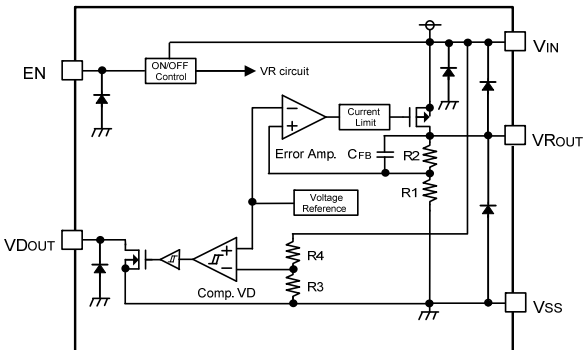 VIN
EN
ON/OFF
Control
VR circuit
Current
Limit
VROUT
Error Amp.
CFB
R2
R1
Voltage
Reference
VDOUT
R4
R3
Comp. VD
VSS